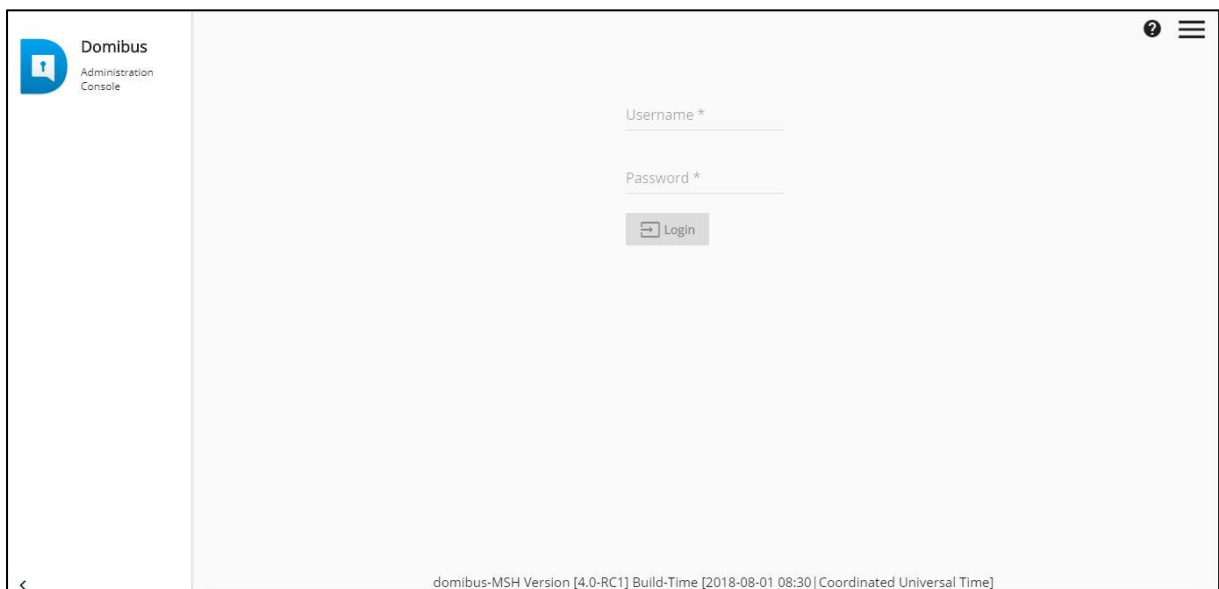 Domibus
Administration
Console
Username *
Password *
Login
domibus-MSH Version [4.0-RC1] Build-Time [2018-08-01 08:30|Coordinated Universal Time]